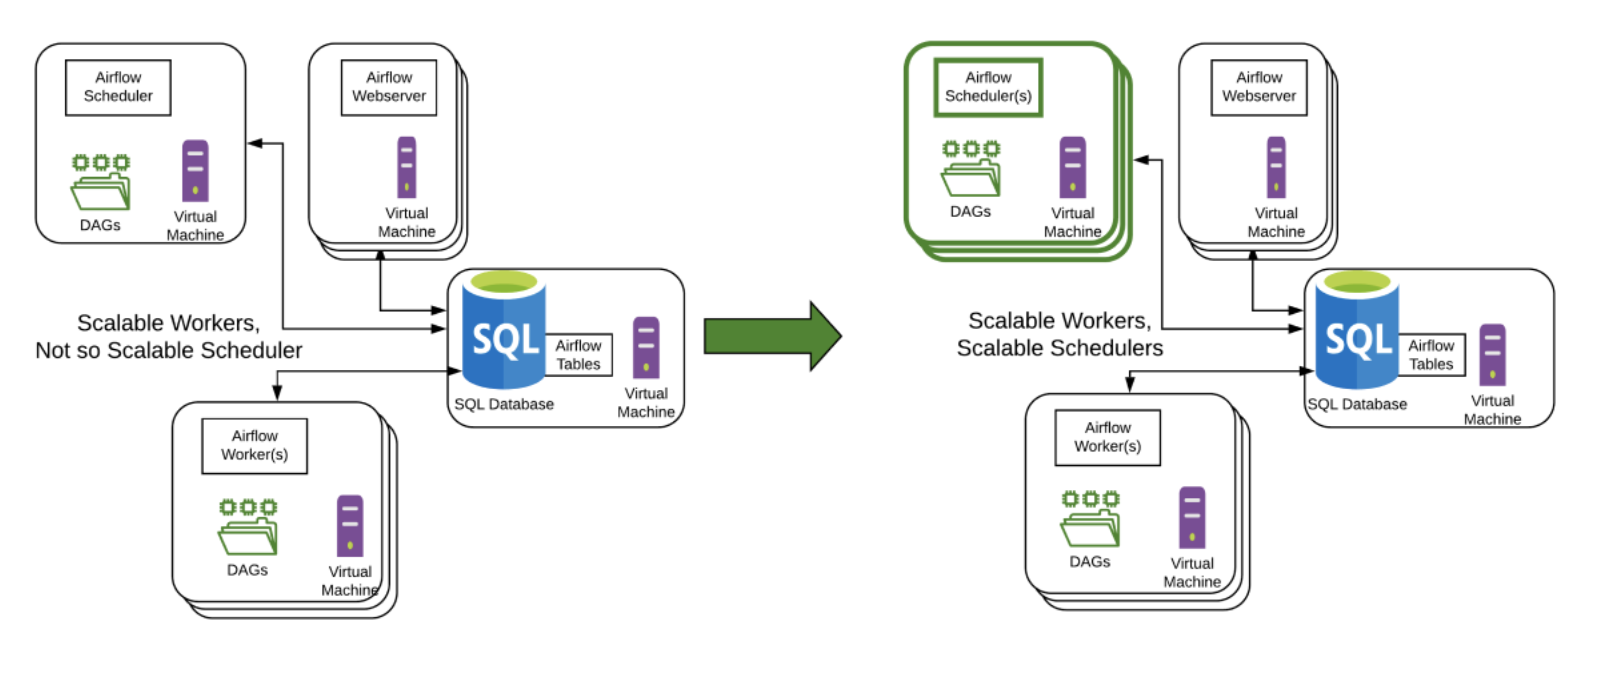 Airflow
Scheduler
DAGs
Virtual
Machine
Airflow
Webserver
Virtual
Machine
Scalable Workers,
Not so Scalable Scheduler
SQL
Airflow
Tables
SQL Database
Virtual
Machine
Airflow
Worker(s)
DAGs
Virtual
Machine
Airflow
Scheduler(s)
DAGs
Virtual
Machine
Airflow
Webserver
Virtual
Machine
Scalable Workers,
Scalable Schedulers
SQL
Airflow
Tables
SQL Database
Virtual
Machine
Airflow
Worker(s)
DAGs
Virtual
Machine